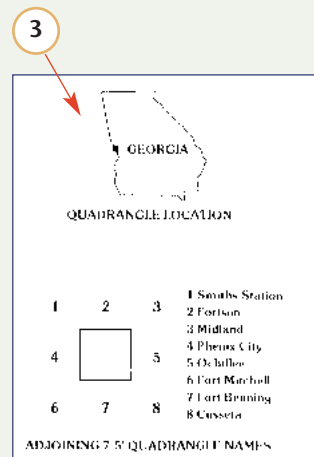 3
GEORGIA
QUADRANGLE LOCATION
1 2 3
4 5
6 7 8
1 Smiths Station
2 Fortson
3 Midland
4 Phenix City
5 Ochillee
6 Fort Mitchell
7 Fort Benning
8 Cusseta
ADJOINING 7.5' QUADRANGLE NAMES